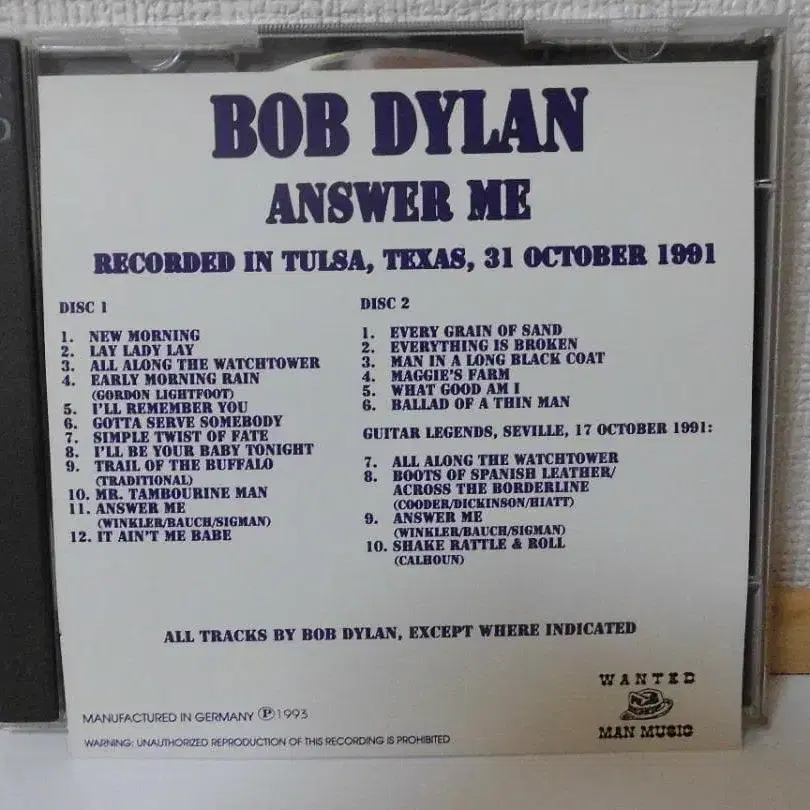 BOB DYLAN
ANSWER ME
RECORDED IN TULSA, TEXAS, 31 OCTOBER 1991
DISC 1
1. NEW MORNING
2. LAY LADY LAY
3. ALL ALONG THE WATCHTOWER
4. EARLY MORNING RAIN
(GORDON LIGHTFOOT)
5. I'LL REMEMBER YOU
6. GOTTA SERVE SOMEBODY
7. SIMPLE TWIST OF FATE
8. I'LL BE YOUR BABY TONIGHT
9. TRAIL OF THE BUFFALO
(TRADITIONAL)
10. MR. TAMBOURINE MAN
11. ANSWER ME
(WINKLER/BAUCH/SIGMAN)
12. IT AIN'T ME BABE
DISC 2
1. EVERY GRAIN OF SAND
2. EVERYTHING IS BROKEN
3. MAN IN A LONG BLACK COAT
4. MAGGIE'S FARM
5. WHAT GOOD AM I
6. BALLAD OF A THIN MAN
GUITAR LEGENDS, SEVILLE, 17 OCTOBER 1991:
7. ALL ALONG THE WATCHTOWER
8. BOOTS OF SPANISH LEATHER/
ACROSS THE BORDERLINE
(COODER/DICKINSON/HIATT)
9. ANSWER ME
(WINKLER/BAUCH/SIGMAN)
10. SHAKE RATTLE & ROLL
(CALHOUN)
ALL TRACKS BY BOB DYLAN, EXCEPT WHERE INDICATED
MANUFACTURED IN GERMANY Ⓟ1993
WARNING: UNAUTHORIZED REPRODUCTION OF THIS RECORDING IS PROHIBITED
WANTED
MAN MUSIC